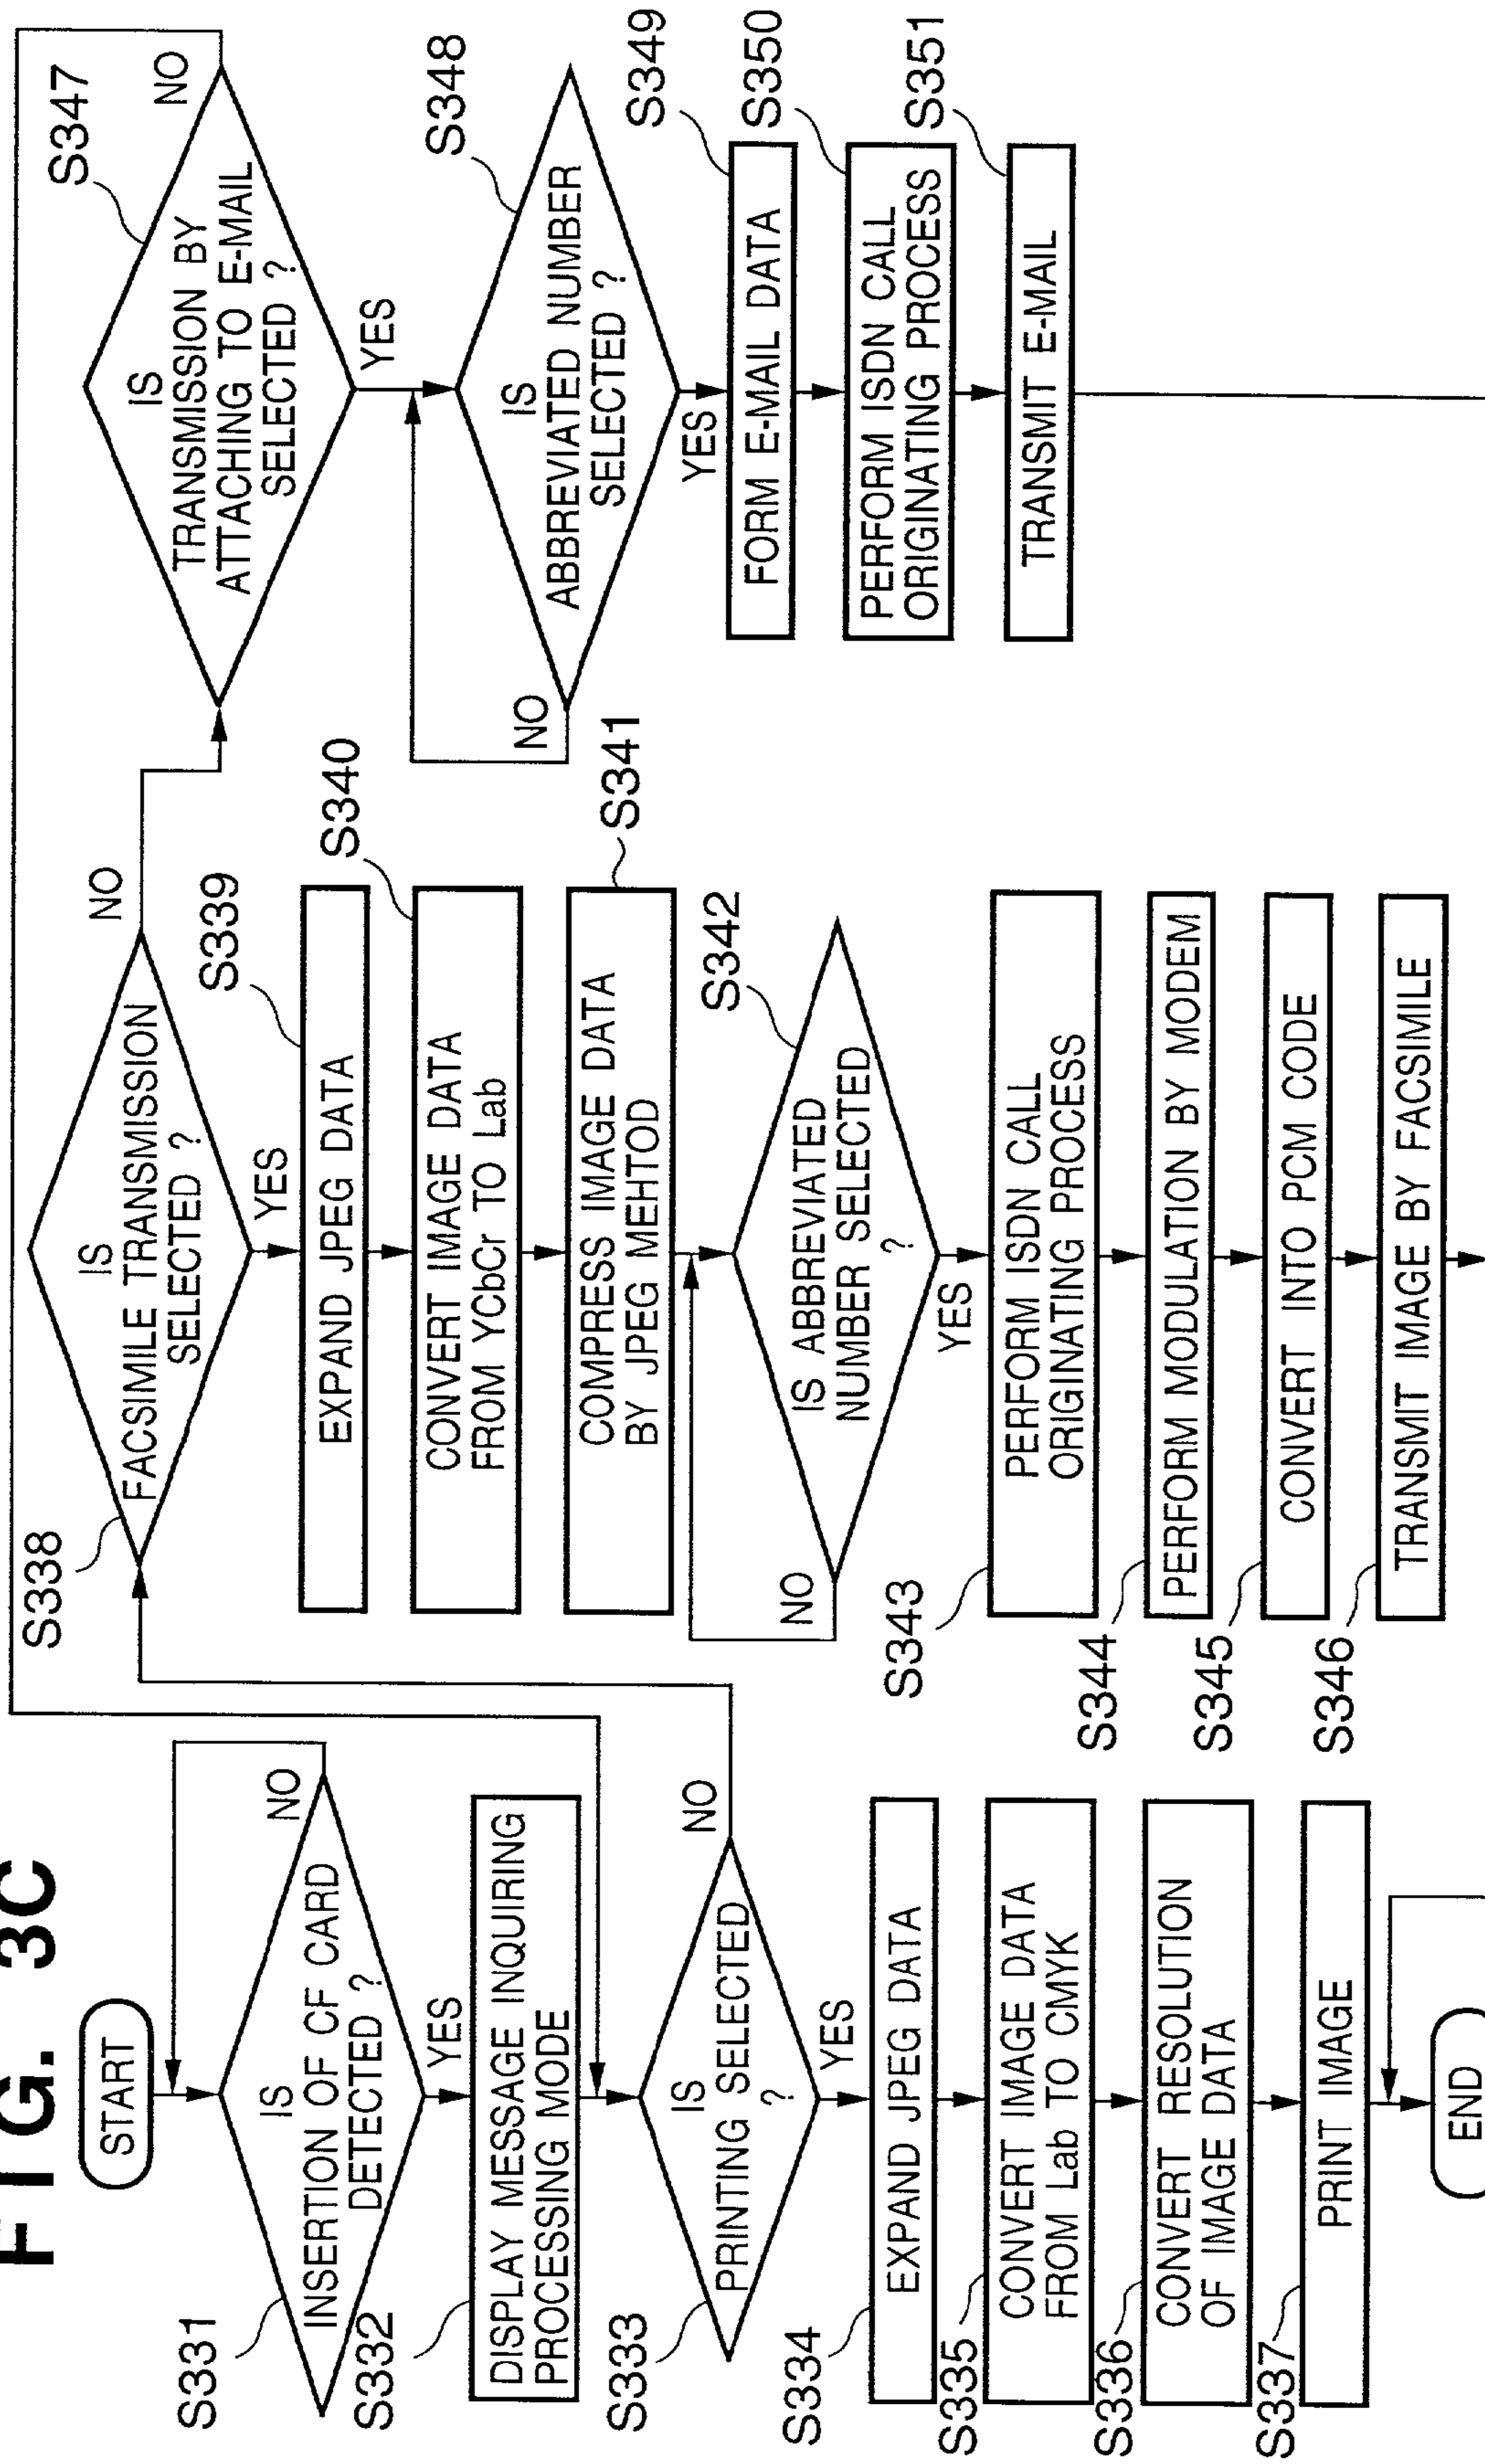 FIG. 3C
START
S331
IS
INSERTION OF CF CARD
DETECTED ?
NO
YES
S332
DISPLAY MESSAGE INQUIRING
PROCESSING MODE
S333
IS
PRINTING SELECTED
?
NO
YES
S334
EXPAND JPEG DATA
S335
CONVERT IMAGE DATA
FROM Lab TO CMYK
S336
CONVERT RESOLUTION
OF IMAGE DATA
S337
PRINT IMAGE
END
S338
IS
FACSIMILE TRANSMISSION
SELECTED ?
NO
YES
S339
EXPAND JPEG DATA
S340
CONVERT IMAGE DATA
FROM YCbCr TO Lab
S341
COMPRESS IMAGE DATA
BY JPEG MEHTOD
S342
IS ABBREVIATED
NUMBER SELECTED
?
NO
YES
S343
PERFORM ISDN CALL
ORIGINATING PROCESS
S344
PERFORM MODULATION BY MODEM
S345
CONVERT INTO PCM CODE
S346
TRANSMIT IMAGE BY FACSIMILE
S347
IS
TRANSMISSION BY
ATTACHING TO E-MAIL
SELECTED ?
NO
YES
S348
IS
ABBREVIATED NUMBER
SELECTED ?
NO
YES
S349
FORM E-MAIL DATA
S350
PERFORM ISDN CALL
ORIGINATING PROCESS
S351
TRANSMIT E-MAIL